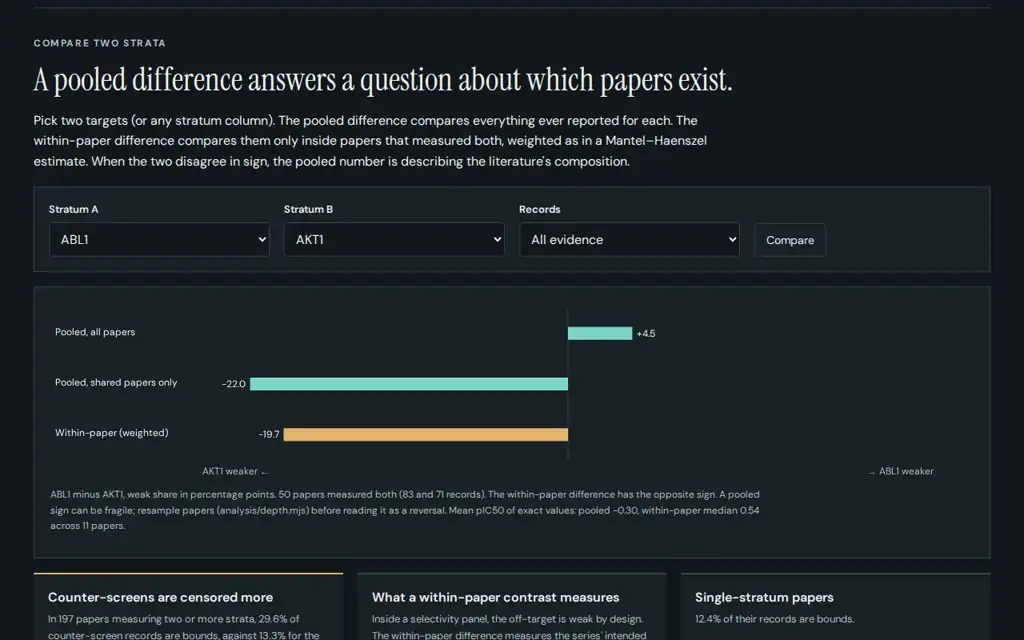 COMPARE TWO STRATA
A pooled difference answers a question about which papers exist.
Pick two targets (or any stratum column). The pooled difference compares everything ever reported for each. The
within-paper difference compares them only inside papers that measured both, weighted as in a Mantel–Haenszel
estimate. When the two disagree in sign, the pooled number is describing the literature's composition.
Stratum A Stratum B Records
ABL1 AKT1 All evidence Compare
Pooled, all papers +4.5
Pooled, shared papers only -22.0
Within-paper (weighted) -19.7
AKT1 weaker ← → ABL1 weaker
ABL1 minus AKT1, weak share in percentage points. 50 papers measured both (83 and 71 records). The within-paper difference has the opposite sign. A pooled
sign can be fragile; resample papers (analysis/depth.mjs) before reading it as a reversal. Mean pIC50 of exact values: pooled -0.30, within-paper median 0.54
across 11 papers.
Counter-screens are censored more
In 197 papers measuring two or more strata, 29.6% of
counter-screen records are bounds, against 13.3% for the
What a within-paper contrast measures
Inside a selectivity panel, the off-target is weak by design.
The within-paper difference measures the series' intended
Single-stratum papers
12.4% of their records are bounds.